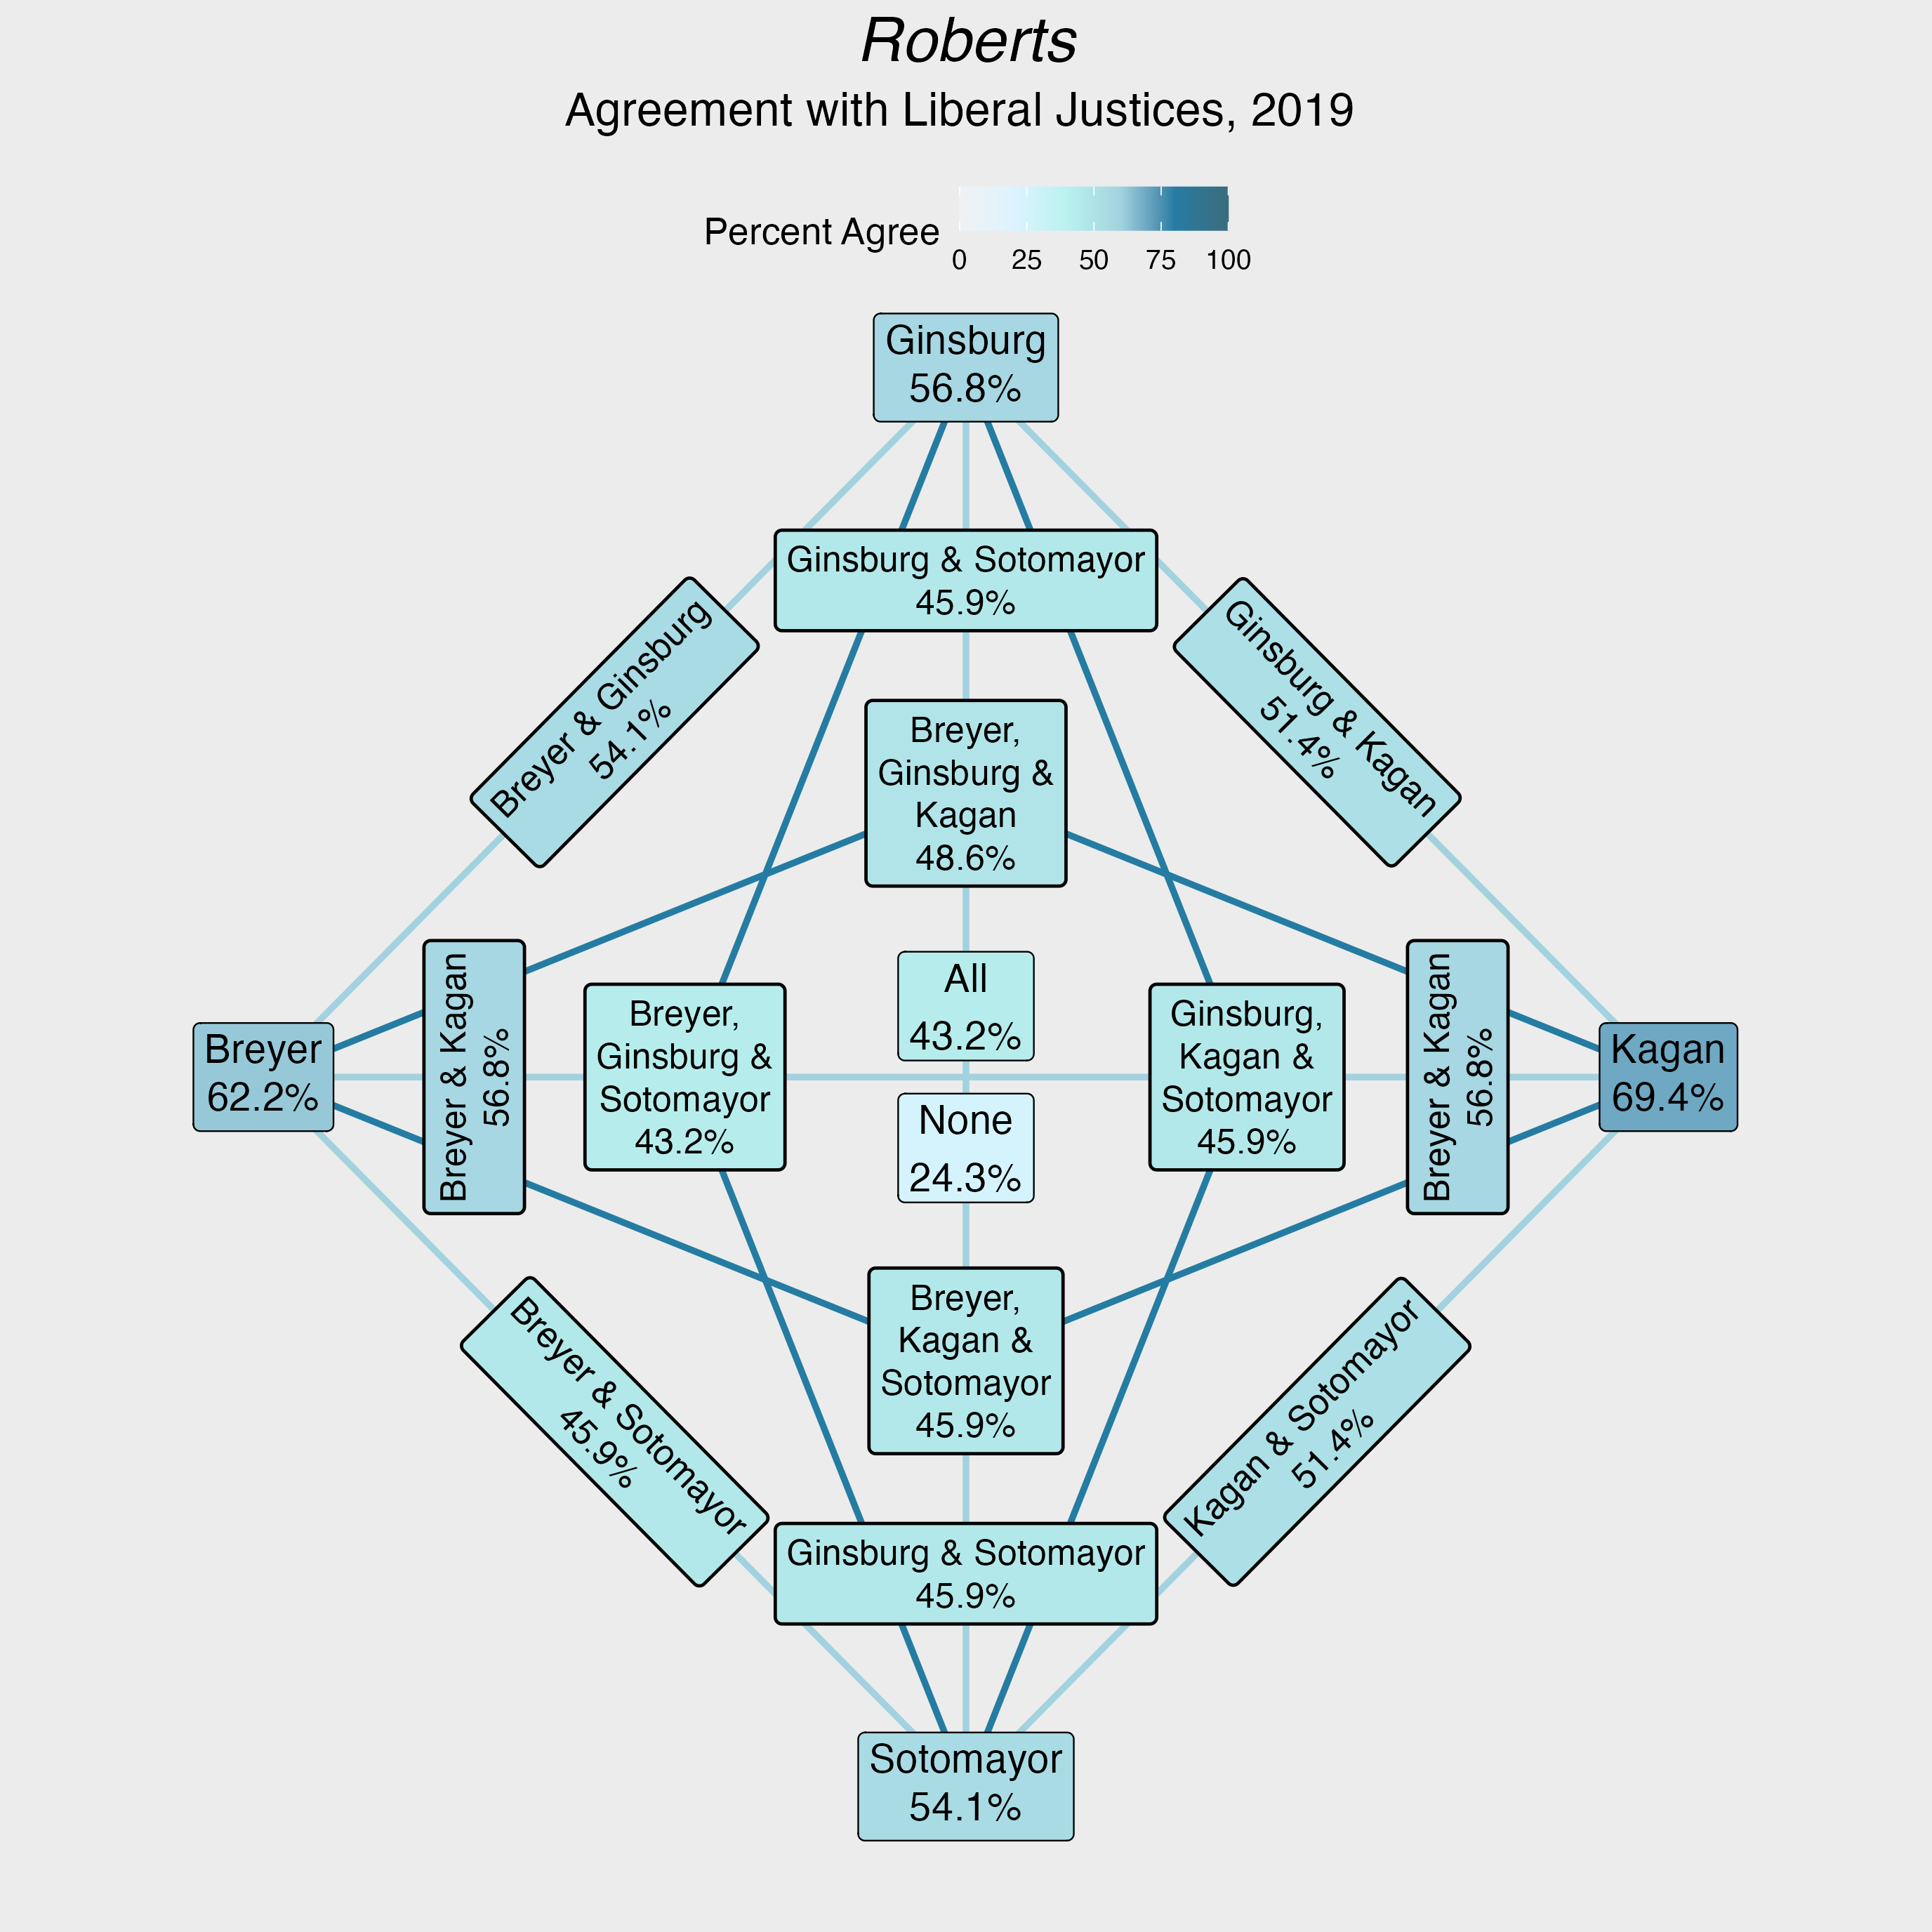 Roberts
Agreement with Liberal Justices, 2019
Percent Agree
0 25 50 75 100
Ginsburg
56.8%
Ginsburg & Sotomayor
45.9%
Breyer & Ginsburg
54.1%
Ginsburg & Kagan
51.4%
Breyer,
Ginsburg &
Kagan
48.6%
Breyer
62.2%
Breyer & Kagan
56.8%
Breyer,
Ginsburg &
Sotomayor
43.2%
All
43.2%
None
24.3%
Ginsburg,
Kagan &
Sotomayor
45.9%
Breyer & Kagan
56.8%
Kagan
69.4%
Breyer,
Kagan &
Sotomayor
45.9%
Breyer & Sotomayor
45.9%
Kagan & Sotomayor
51.4%
Ginsburg & Sotomayor
45.9%
Sotomayor
54.1%